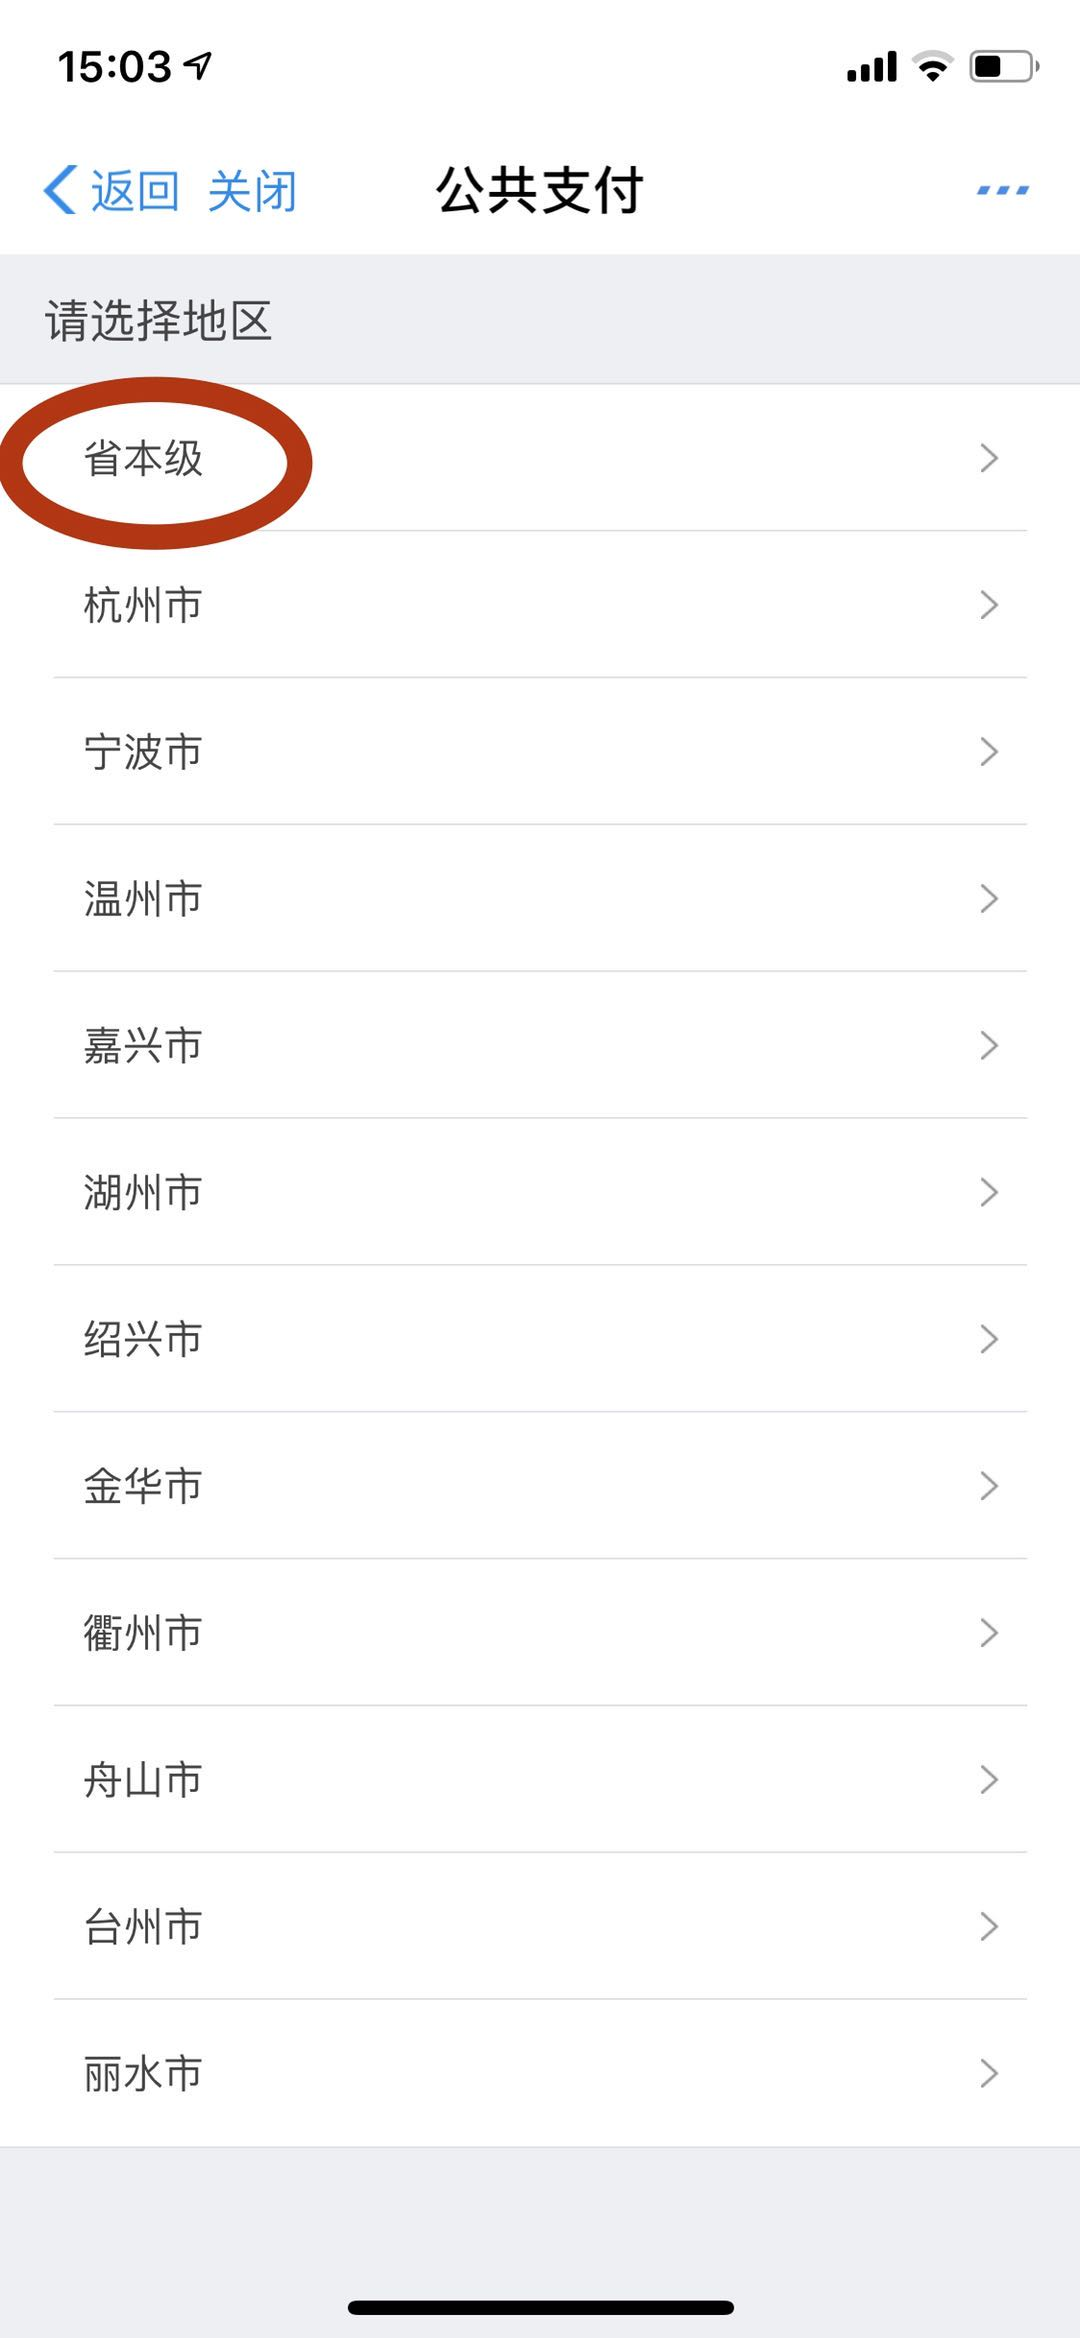 15:03
返回 关闭 公共支付
请选择地区
省本级
杭州市
宁波市
温州市
嘉兴市
湖州市
绍兴市
金华市
衢州市
舟山市
台州市
丽水市